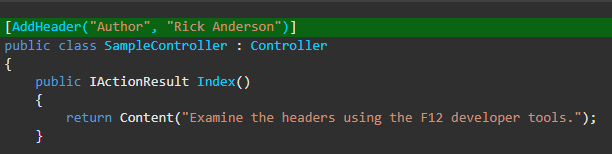 [AddHeader("Author", "Rick Anderson")]
public class SampleController : Controller
{
    public IActionResult Index()
    {
        return Content("Examine the headers using the F12 developer tools.");
    }